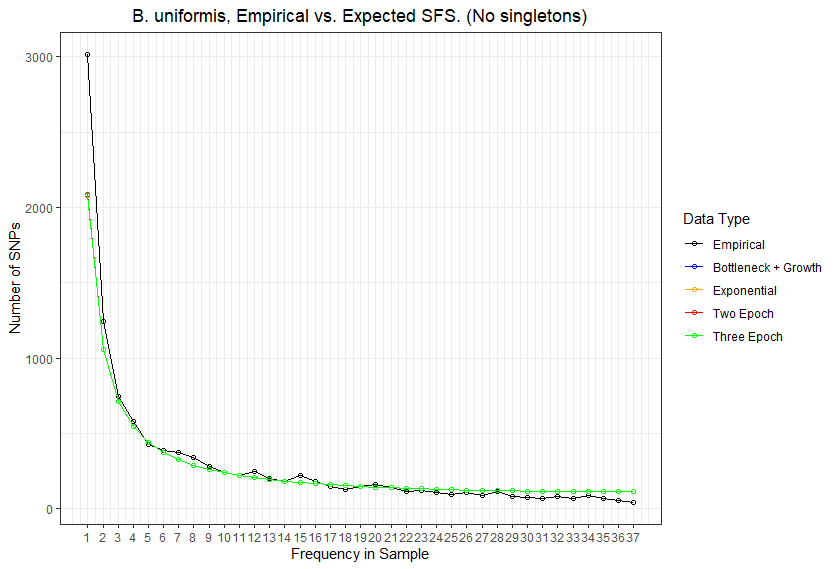 B. uniformis, Empirical vs. Expected SFS. (No singletons)
Number of SNPs
3000
2000
1000
0
1 2 3 4 5 6 7 8 9 10 11 12 13 14 15 16 17 18 19 20 21 22 23 24 25 26 27 28 29 30 31 32 33 34 35 36 37
Frequency in Sample
Data Type
Empirical
Bottleneck + Growth
Exponential
Two Epoch
Three Epoch